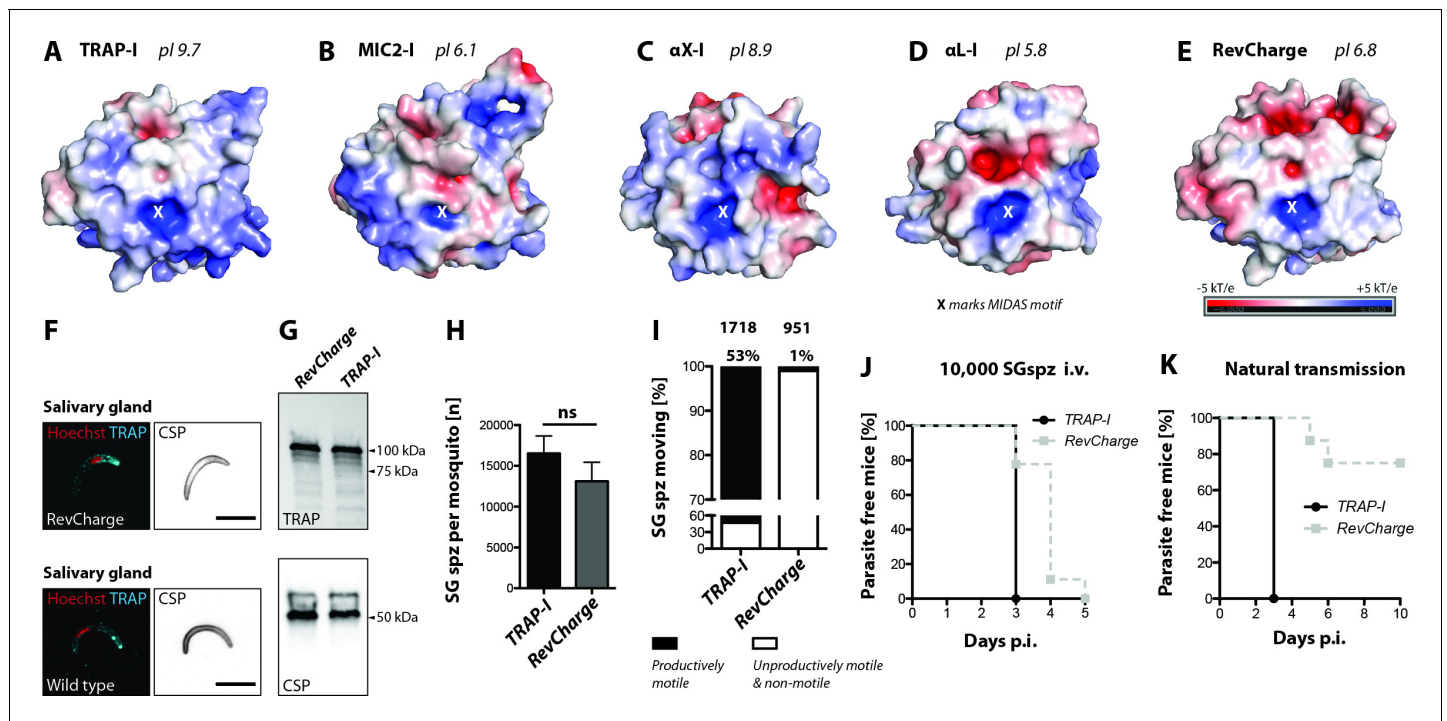 A TRAP-I pI 9.7
B MIC2-I pI 6.1
C αX-I pI 8.9
D αL-I pI 5.8
E RevCharge pI 6.8
X
X
X
X
X
X marks MIDAS motif
-5 kT/e +5 kT/e
F
Salivary gland
Hoechst TRAP
CSP
RevCharge
Salivary gland
Hoechst TRAP
CSP
Wild type
G
RevCharge
TRAP-I
100 kDa
75 kDa
TRAP
50 kDa
CSP
H
ns
SG spz per mosquito [n]
20000
15000
10000
5000
0
TRAP-I
RevCharge
I
1718 951
53% 1%
SG spz moving [%]
100
90
80
70
60
30
0
TRAP-I
RevCharge
Productively
motile
Unproductively motile
& non-motile
J
10,000 SGspz i.v.
Parasite free mice [%]
100
80
60
40
20
0
0 1 2 3 4 5
Days p.i.
TRAP-I
RevCharge
K
Natural transmission
Parasite free mice [%]
100
80
60
40
20
0
0 2 4 6 8 10
Days p.i.
TRAP-I
RevCharge